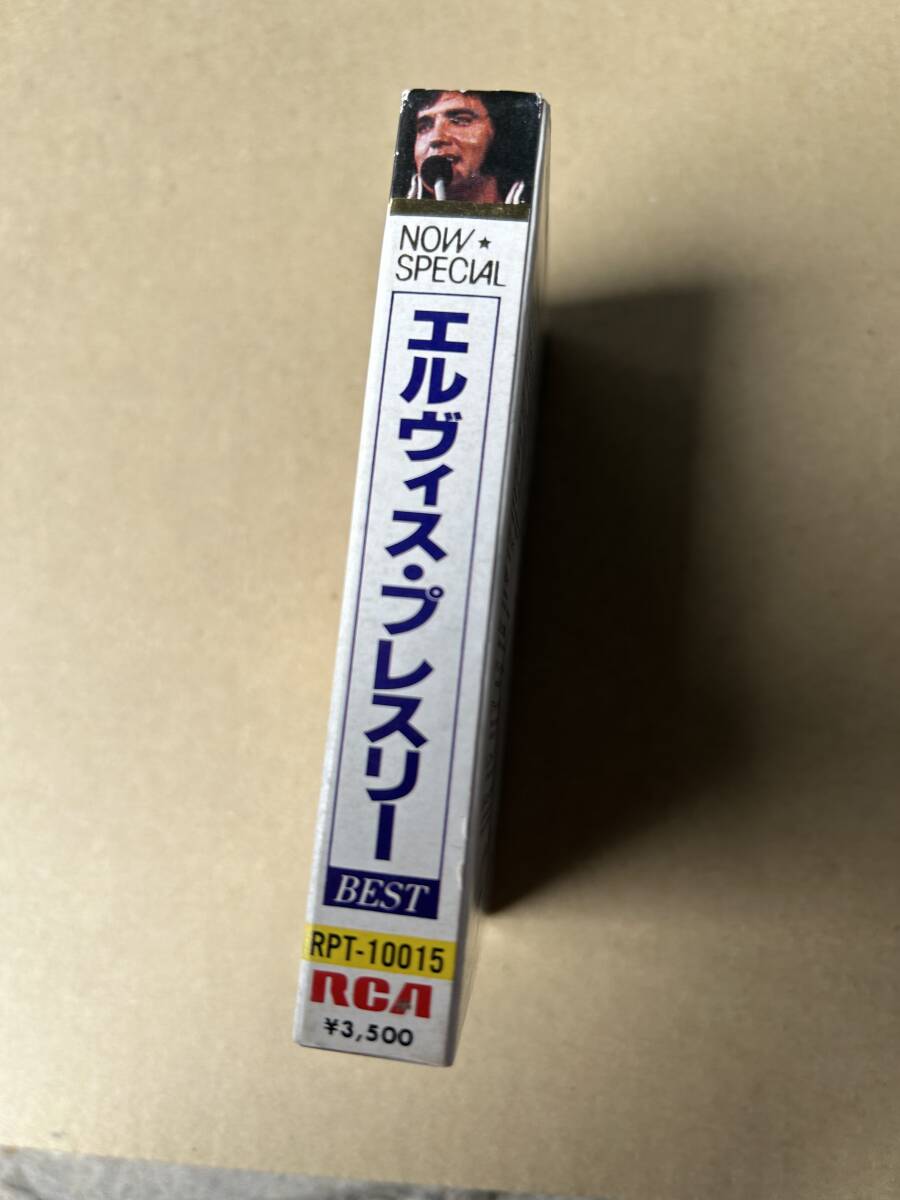 NOW★
SPECIAL
エルヴィス・プレスリー
BEST
RPT-10015
RCA
¥3,500